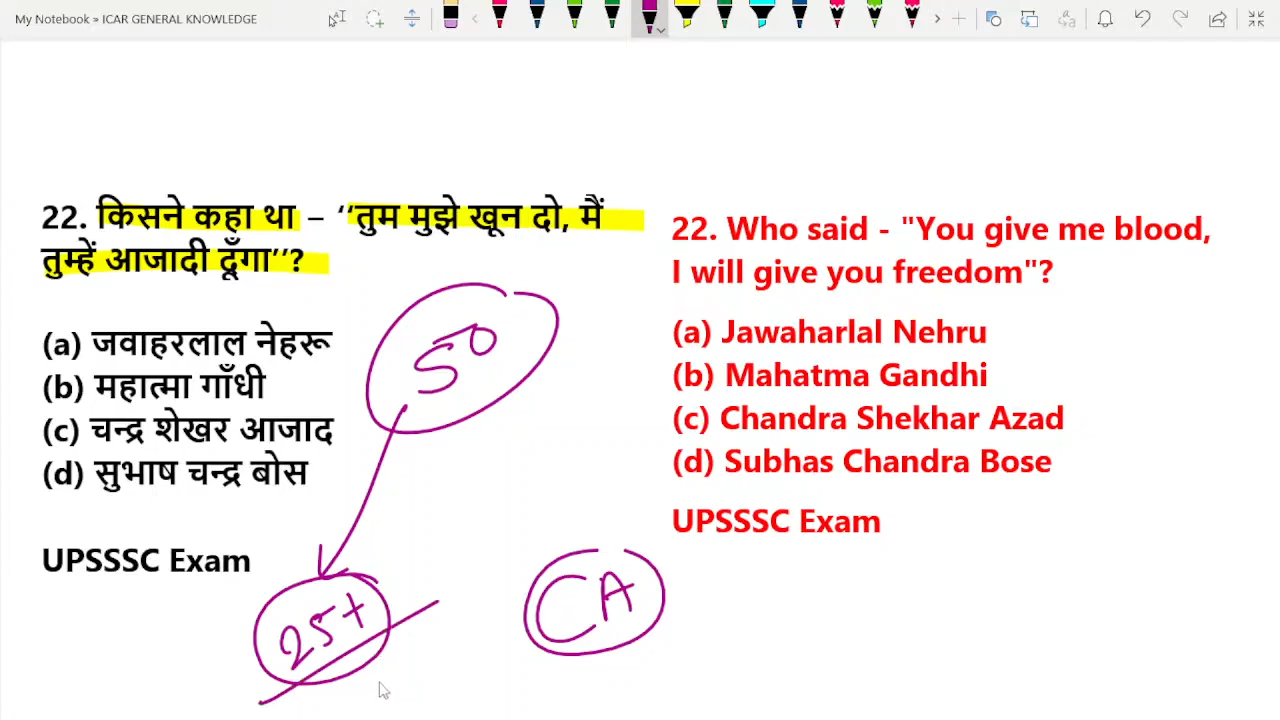 My Notebook » ICAR GENERAL KNOWLEDGE
22. किसने कहा था – ‘‘तुम मुझे खून दो, मैं
तुम्हें आजादी दूँगा’’?
(a) जवाहरलाल नेहरू
(b) महात्मा गाँधी
(c) चन्द्र शेखर आजाद
(d) सुभाष चन्द्र बोस
UPSSSC Exam
50
25+
CA
22. Who said - "You give me blood,
I will give you freedom"?
(a) Jawaharlal Nehru
(b) Mahatma Gandhi
(c) Chandra Shekhar Azad
(d) Subhas Chandra Bose
UPSSSC Exam